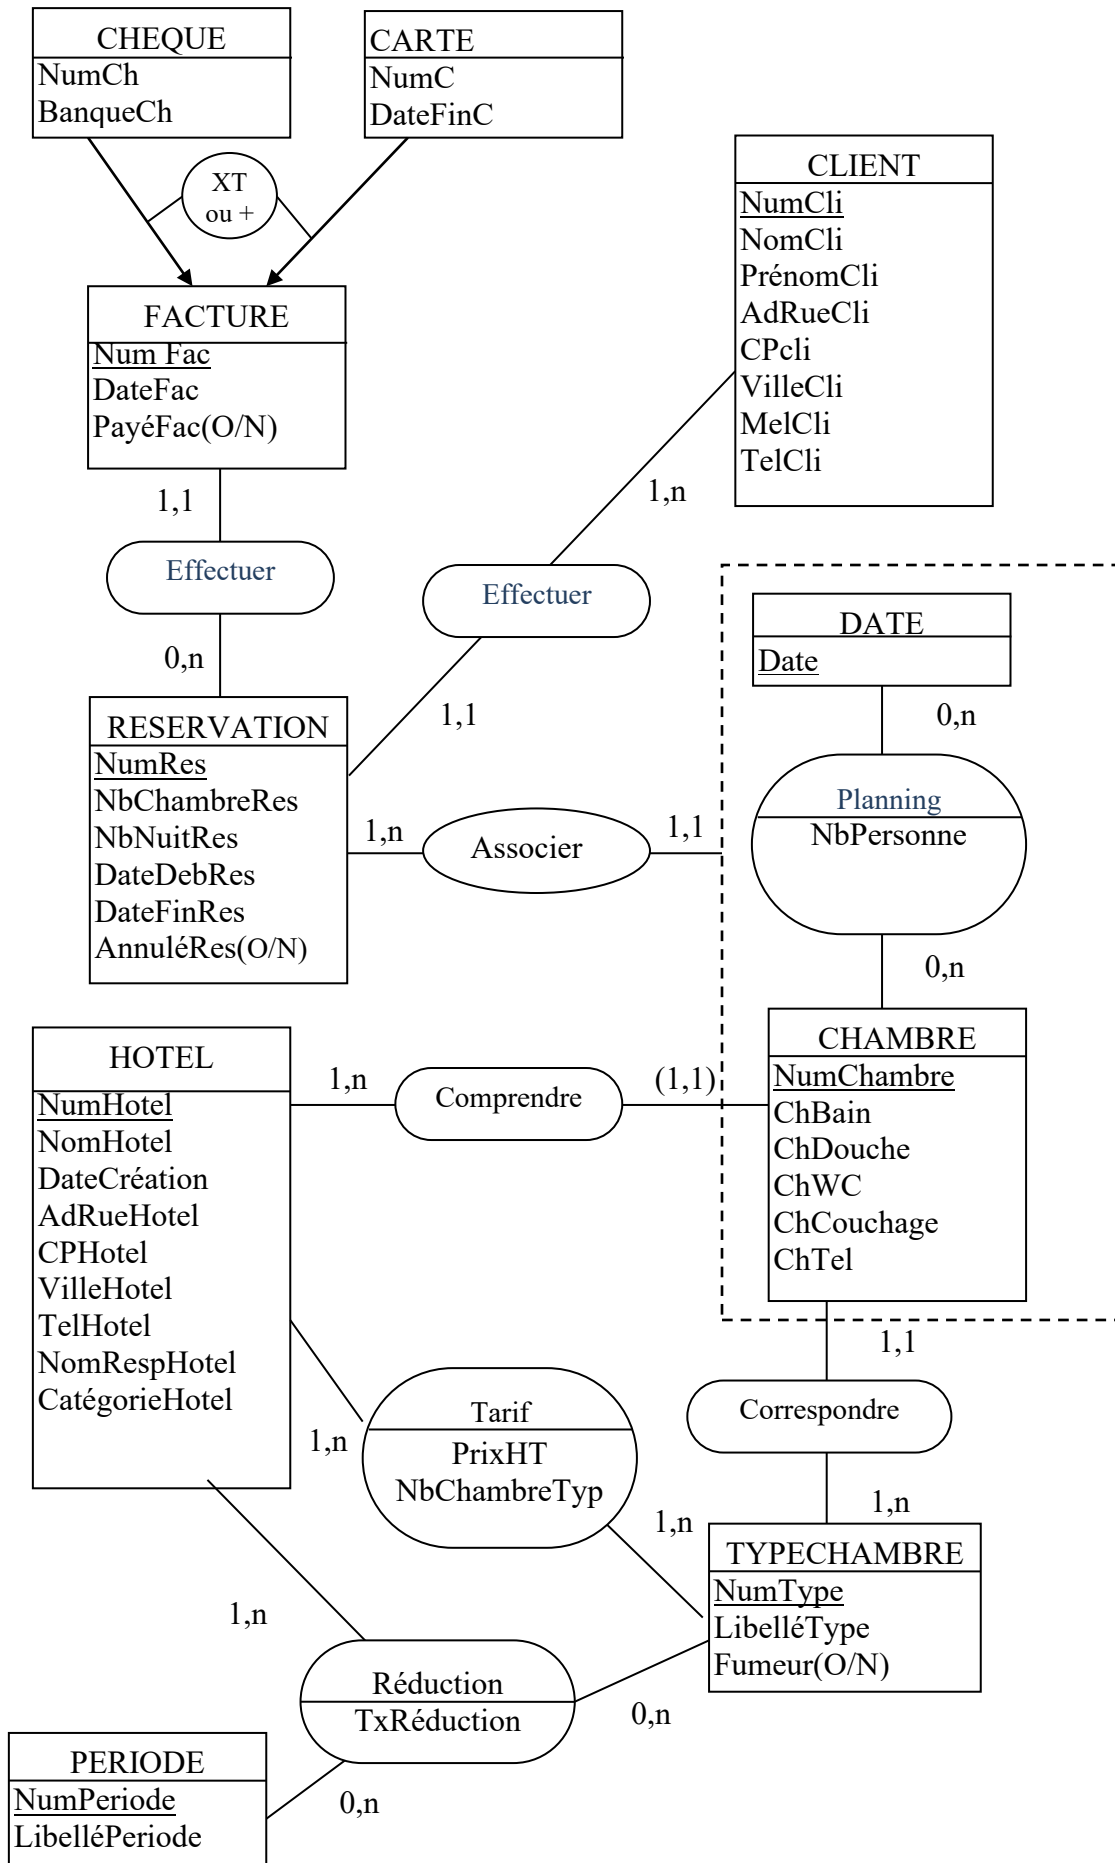 CHEQUE
NumCh
BanqueCh
CARTE
NumC
DateFinC
XT
ou +
CLIENT
NumCli
NomCli
PrénomCli
AdRueCli
CPcli
VilleCli
MelCli
TelCli
FACTURE
Num Fac
DateFac
PayéFac(O/N)
1,1
Effectuer
0,n
1,n
Effectuer
1,1
DATE
Date
0,n
Planning
NbPersonne
0,n
RESERVATION
NumRes
NbChambreRes
NbNuitRes
DateDebRes
DateFinRes
AnnuléRes(O/N)
1,n
Associer
1,1
HOTEL
NumHotel
NomHotel
DateCréation
AdRueHotel
CPHotel
VilleHotel
TelHotel
NomRespHotel
CatégorieHotel
1,n
Comprendre
(1,1)
CHAMBRE
NumChambre
ChBain
ChDouche
ChWC
ChCouchage
ChTel
1,1
Correspondre
1,n
1,n
Tarif
PrixHT
NbChambreTyp
1,n
TYPECHAMBRE
NumType
LibelléType
Fumeur(O/N)
1,n
Réduction
TxRéduction
0,n
0,n
PERIODE
NumPeriode
LibelléPeriode